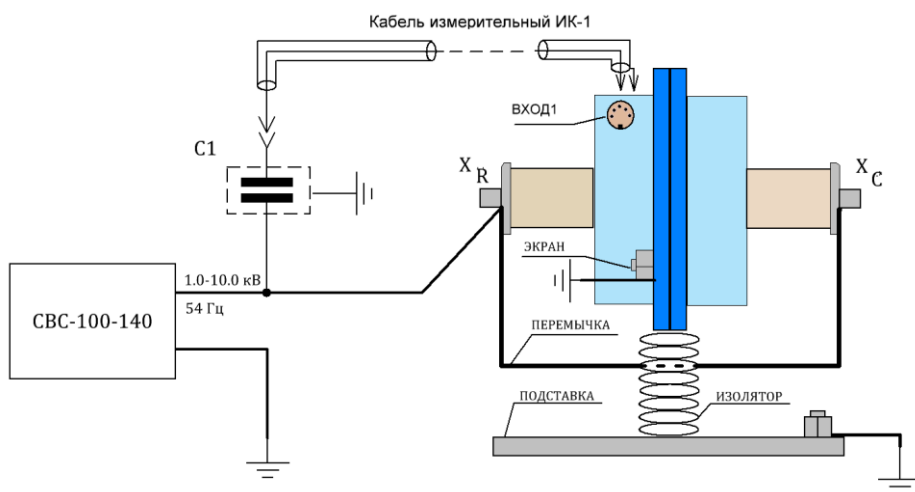 Кабель измерительный ИК-1
ВХОД1
C1
X R
X C
ЭКРАН
1.0-10.0 кВ
54 Гц
СВС-100-140
ПЕРЕМЫЧКА
ПОДСТАВКА
ИЗОЛЯТОР